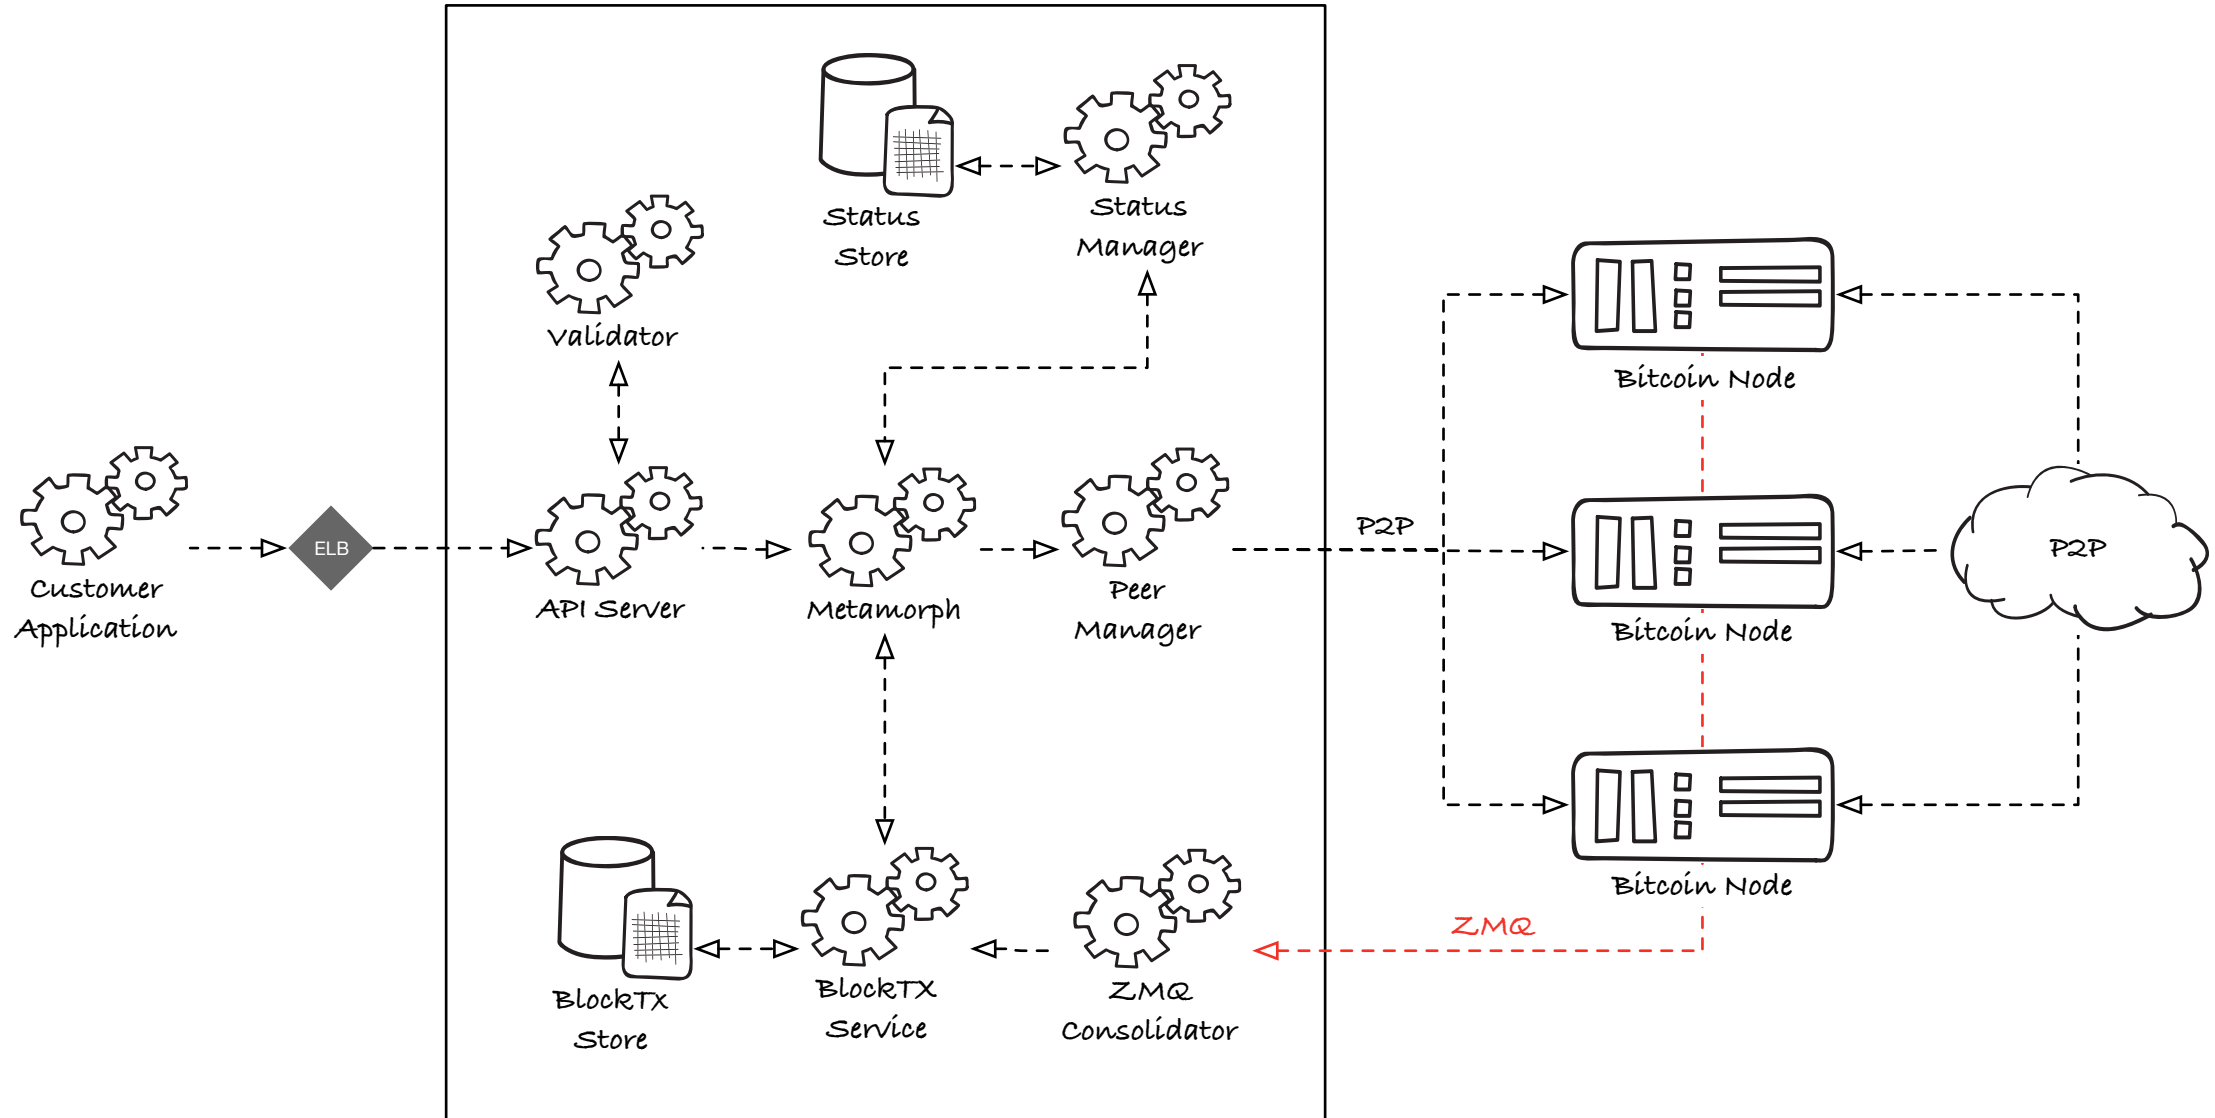 Status
Store
Status
Manager
Validator
Bitcoin Node
Customer
Application
ELB
API Server
Metamorph
Peer
Manager
P2P
Bitcoin Node
P2P
Bitcoin Node
ZMQ
BlockTX
Store
BlockTX
Service
ZMQ
Consolidator